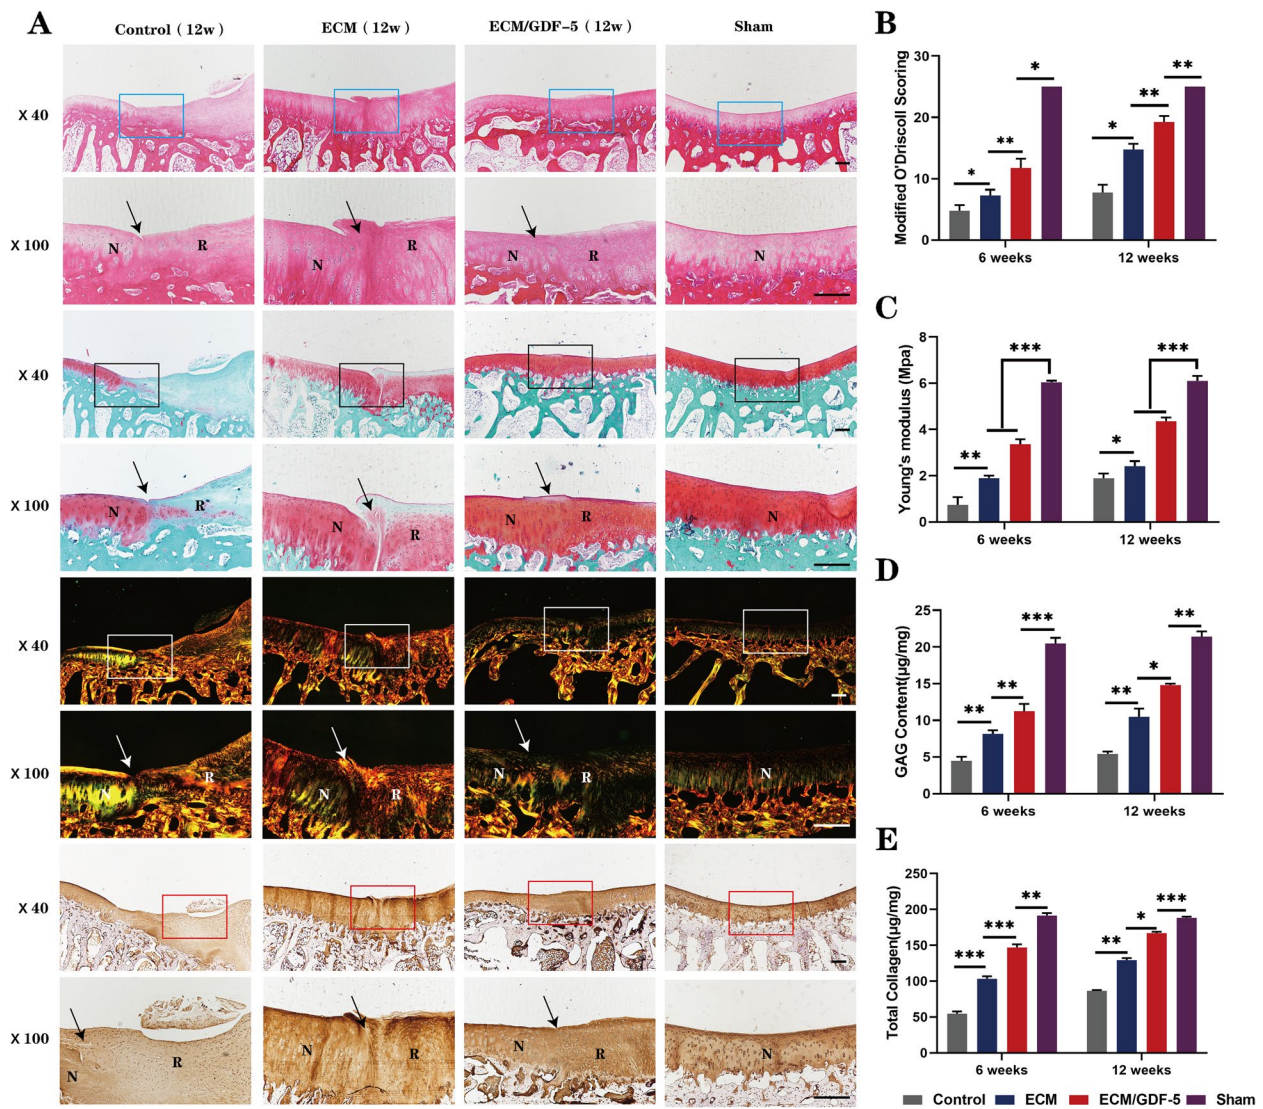 A
Control ( 12w )
ECM ( 12w )
ECM/GDF-5 ( 12w )
Sham
X 40
X 100
N
R
N
R
N
R
N
X 40
X 100
N
R*
N
R
N
R
N
X 40
X 100
N
R
N
R
N
R
N
X 40
X 100
N
R
N
R
N
R
N
B
Modified O'Driscoll Scoring
30
20
10
0
*
**
*
*
**
**
6 weeks
12 weeks
C
Young's modulus (Mpa)
8
6
4
2
0
**
***
*
***
6 weeks
12 weeks
D
GAG Content(μg/mg)
25
20
15
10
5
0
**
**
***
**
*
**
6 weeks
12 weeks
E
Total Collagen(μg/mg)
250
200
150
100
50
0
***
***
**
**
*
***
6 weeks
12 weeks
Control
ECM
ECM/GDF-5
Sham